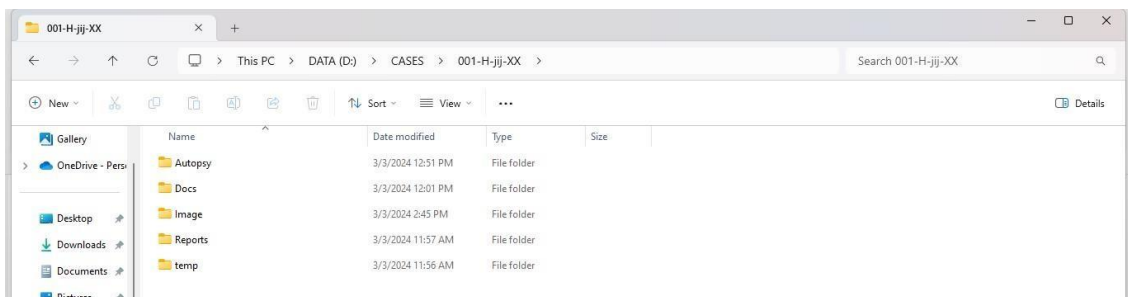 001-H-jij-XX
This PC > DATA (D:) > CASES > 001-H-jij-XX >
Search 001-H-jij-XX
New
Sort
View
...
Details
Gallery
Name Date modified Type Size
OneDrive - Pers
Autopsy 3/3/2024 12:51 PM File folder
Docs 3/3/2024 12:01 PM File folder
Desktop
Image 3/3/2024 2:45 PM File folder
Downloads
Reports 3/3/2024 11:57 AM File folder
Documents
temp 3/3/2024 11:56 AM File folder